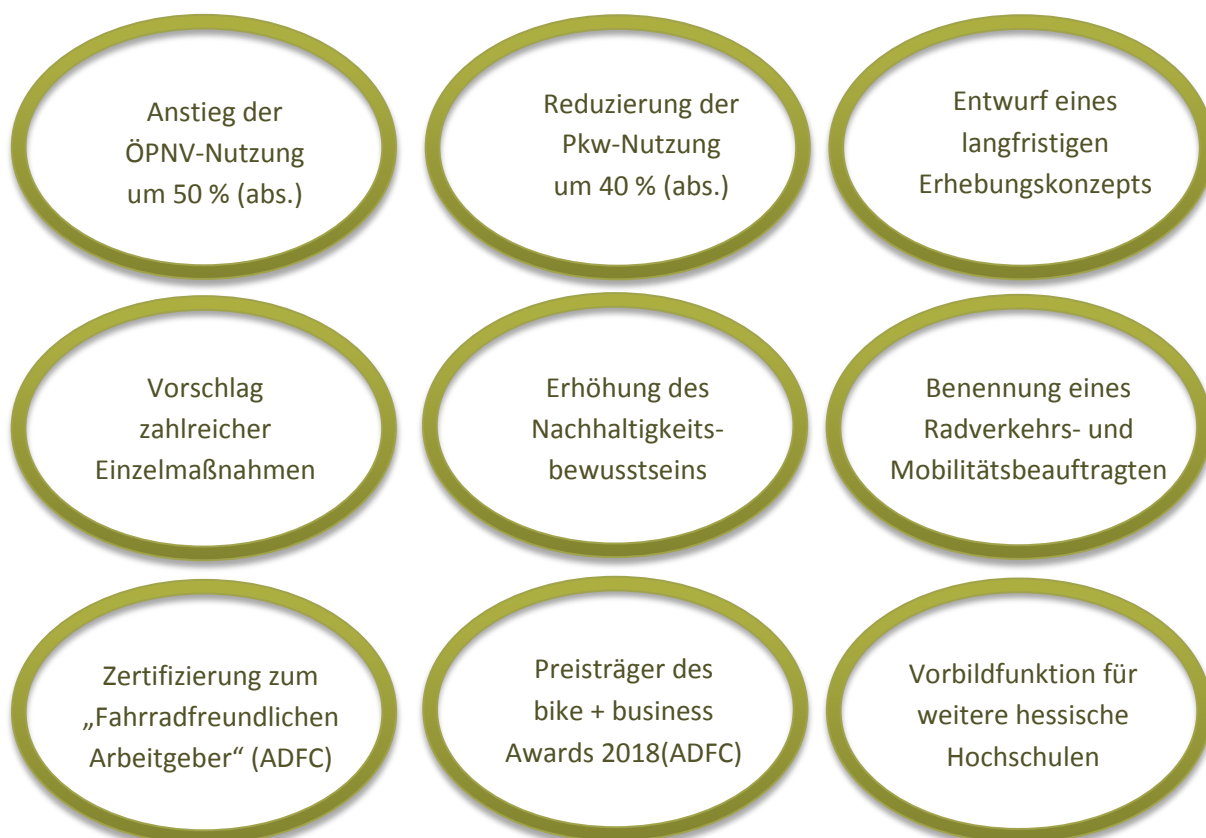 Anstieg der
ÖPNV-Nutzung
um 50 % (abs.)
Reduzierung der
Pkw-Nutzung
um 40 % (abs.)
Entwurf eines
langfristigen
Erhebungskonzepts
Vorschlag
zahlreicher
Einzelmaßnahmen
Erhöhung des
Nachhaltigkeits-
bewusstseins
Benennung eines
Radverkehrs- und
Mobilitätsbeauftragten
Zertifizierung zum
„Fahrradfreundlichen
Arbeitgeber“ (ADFC)
Preisträger des
bike + business
Awards 2018(ADFC)
Vorbildfunktion für
weitere hessische
Hochschulen